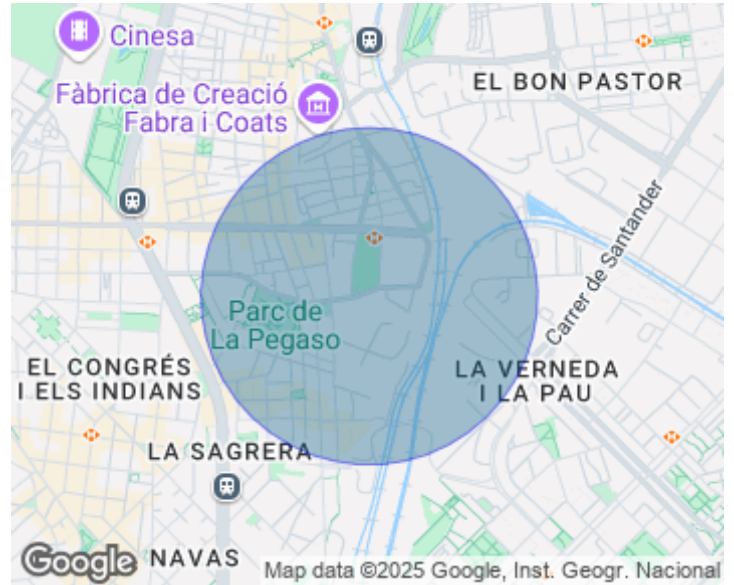 Cinesa
EL BON PASTOR
Fàbrica de Creació
Fabra i Coats
Carrer de Santander
Parc de
La Pegaso
EL CONGRÉS
I ELS INDIANS
LA VERNEDA
I LA PAU
LA SAGRERA
NAVAS
Google
Map data ©2025 Google, Inst. Geogr. Nacional